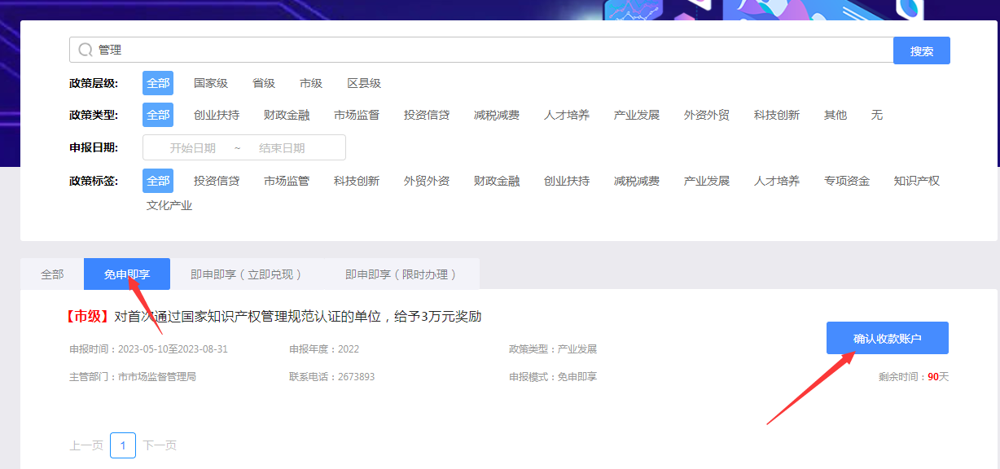 管理 搜索
政策层级: 全部 国家级 省级 市级 区县级
政策类型: 全部 创业扶持 财政金融 市场监督 投资信贷 减税减费 人才培养 产业发展 外资外贸 科技创新 其他 无
申报日期: 开始日期 ~ 结束日期
政策标签: 全部 投资信贷 市场监管 科技创新 外贸外资 财政金融 创业扶持 减税减费 产业发展 人才培养 专项资金 知识产权
文化产业
全部 免申即享 即申即享（立即兑现） 即申即享（限时办理）
【市级】对首次通过国家知识产权管理规范认证的单位，给予3万元奖励
确认收款账户
申报时间：2023-05-10至2023-08-31 申报年度：2022 政策类型：产业发展
主管部门：市市场监督管理局 联系电话：2673893 申报模式：免申即享 剩余时间：90天
上一页 1 下一页